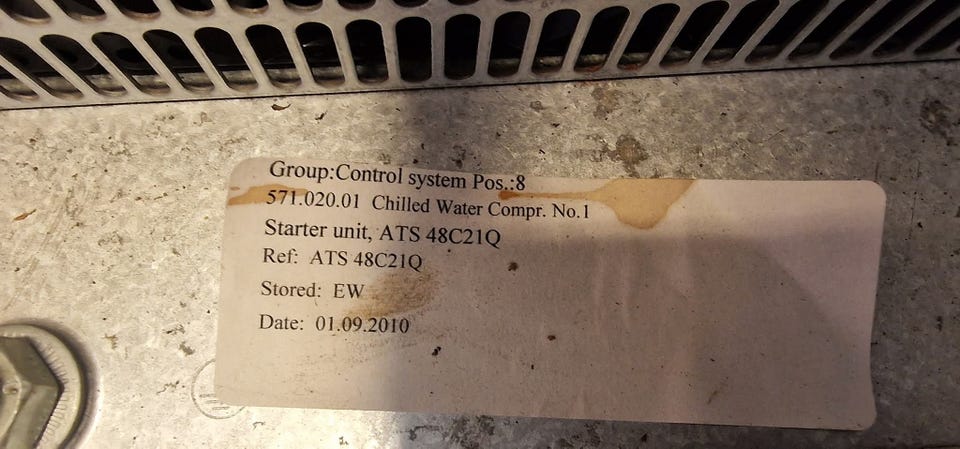 Group:Control system Pos.:8
571.020.01 Chilled Water Compr. No.1
Starter unit, ATS 48C21Q
Ref: ATS 48C21Q
Stored: EW
Date: 01.09.2010